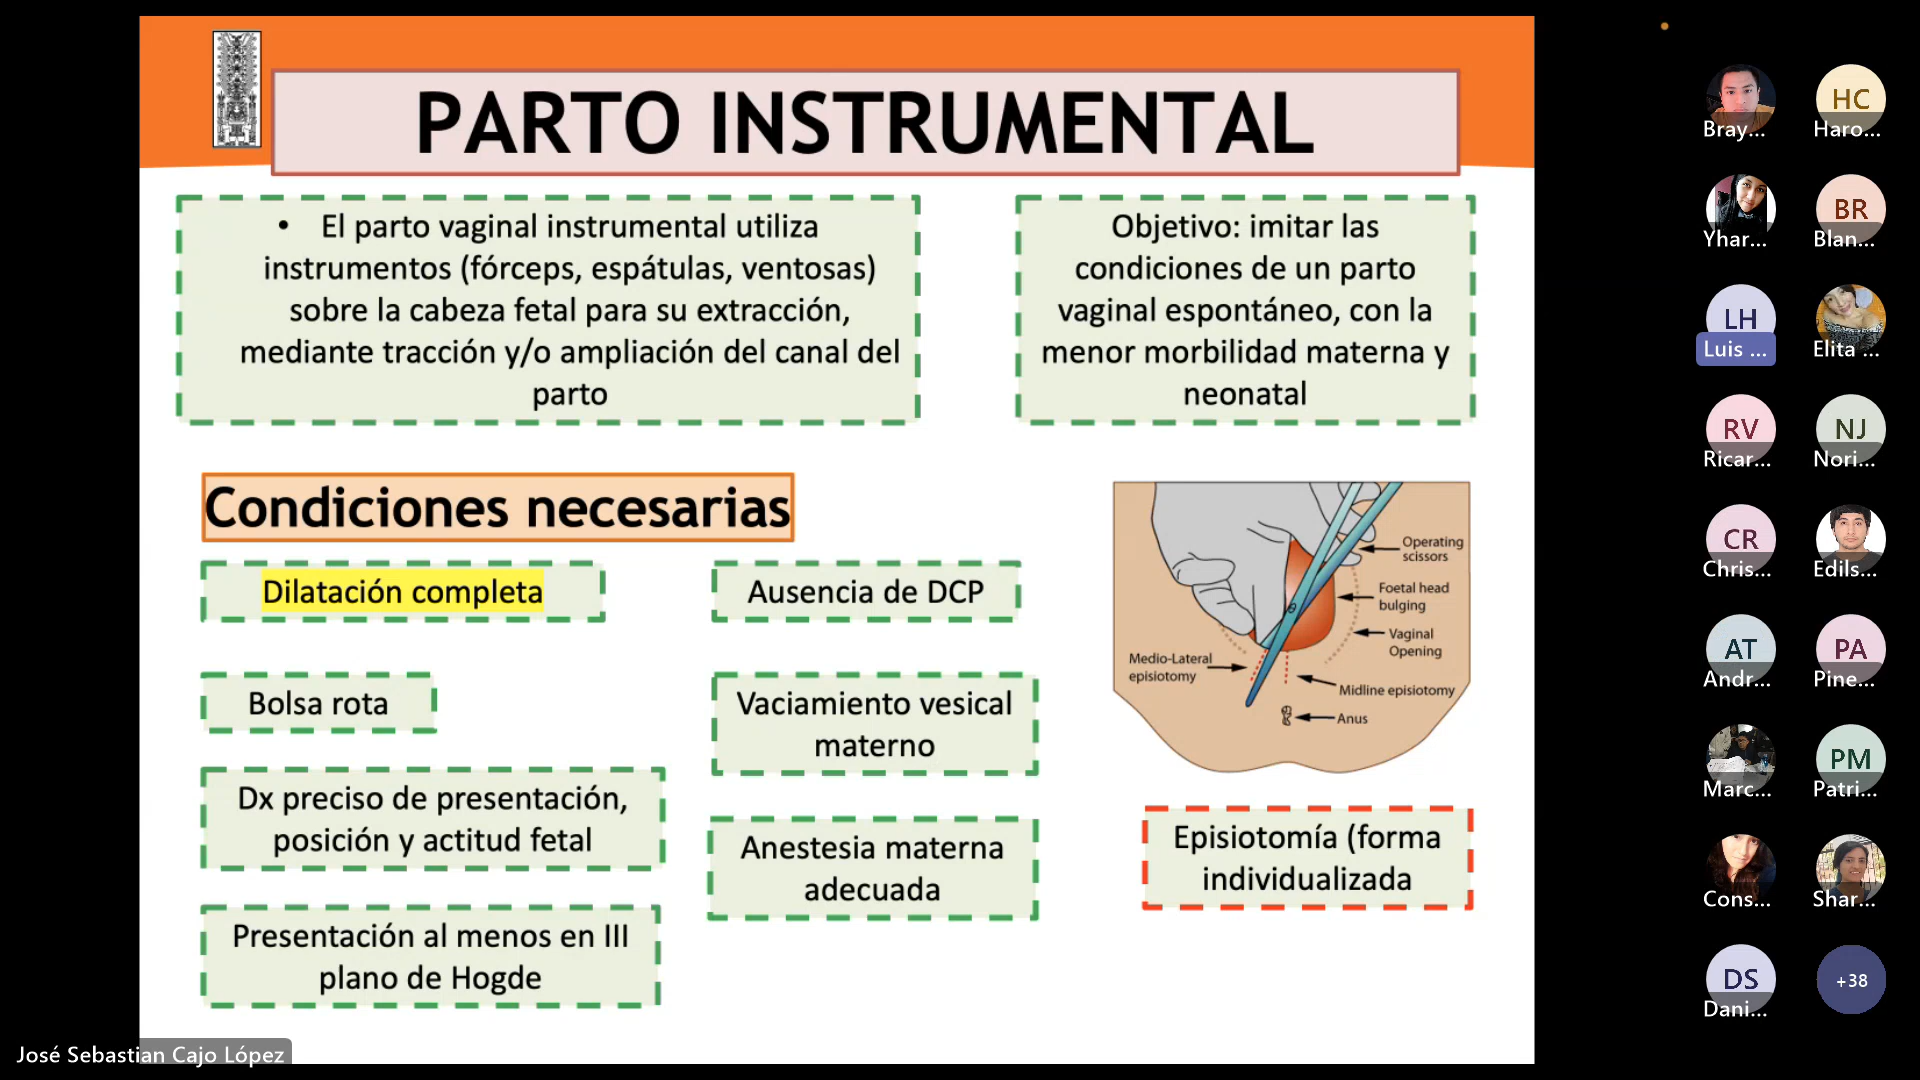 PARTO INSTRUMENTAL
• El parto vaginal instrumental utiliza
instrumentos (fórceps, espátulas, ventosas)
sobre la cabeza fetal para su extracción,
mediante tracción y/o ampliación del canal del
parto
Objetivo: imitar las
condiciones de un parto
vaginal espontáneo, con la
menor morbilidad materna y
neonatal
Condiciones necesarias
Dilatación completa
Bolsa rota
Dx preciso de presentación,
posición y actitud fetal
Presentación al menos en III
plano de Hogde
Ausencia de DCP
Vaciamiento vesical
materno
Anestesia materna
adecuada
Operating
scissors
Foetal head
bulging
Vaginal
Opening
Medio-Lateral
episiotomy
Midline episiotomy
Anus
Episiotomía (forma
individualizada
José Sebastian Cajo López
Bray...
HC
Haro...
Yhar...
BR
Blan...
LH
Luis ...
Elita ...
RV
Ricar...
NJ
Nori...
CR
Chris...
Edils...
AT
Andr...
PA
Pine...
Marc...
PM
Patri...
Cons...
Shar...
DS
Dani...
+38